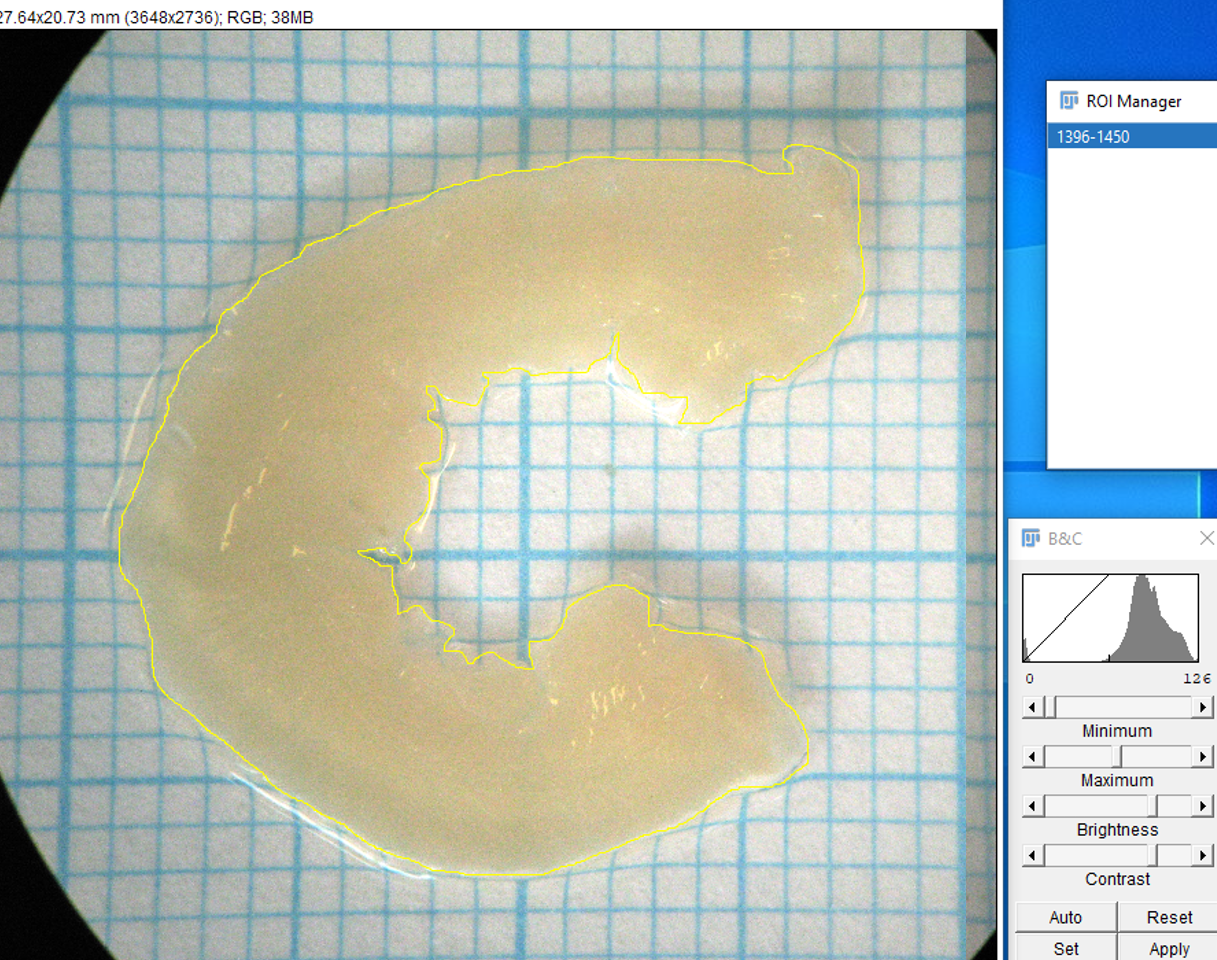 27.64x20.73 mm (3648x2736); RGB; 38MB
ROI Manager
1396-1450
B&C
0 126
Minimum
Maximum
Brightness
Contrast
Auto Reset
Set Apply